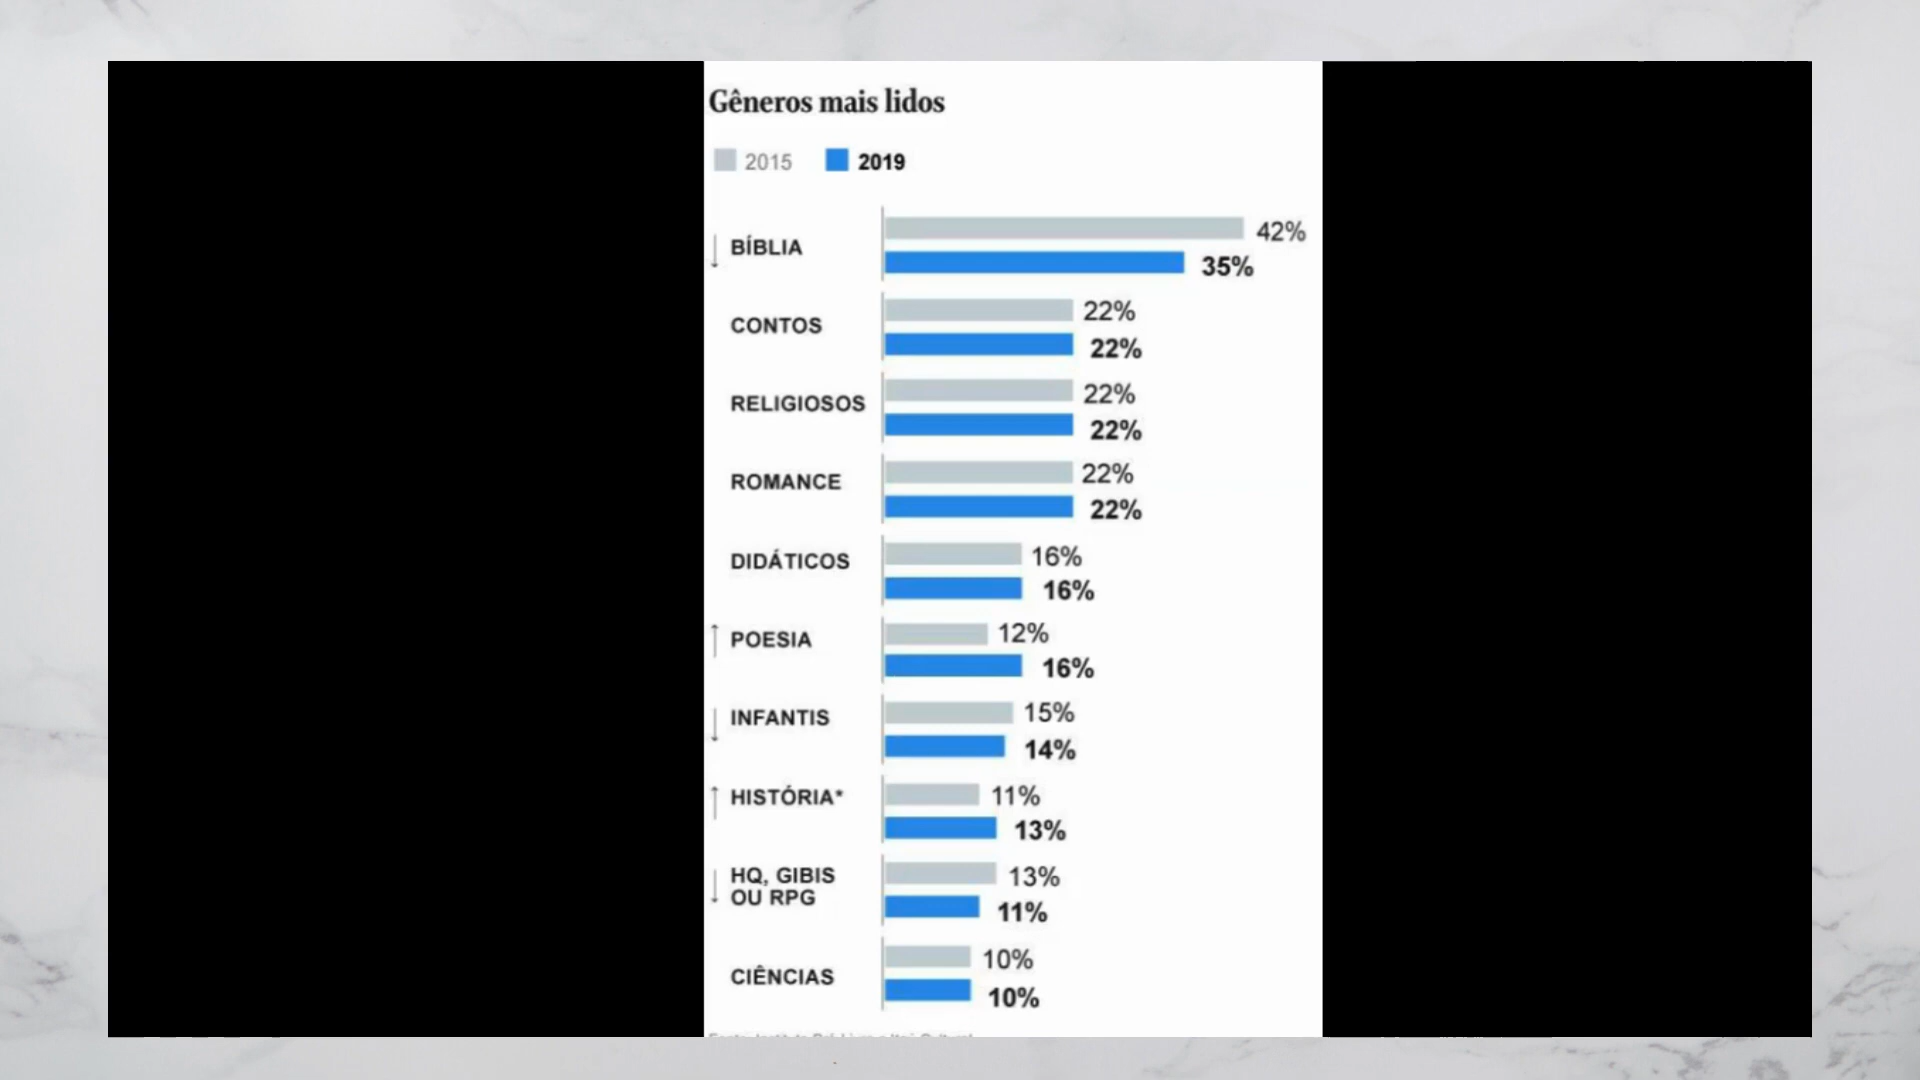 Gêneros mais lidos
2015 2019
BÍBLIA
42%
35%
CONTOS
22%
22%
RELIGIOSOS
22%
22%
ROMANCE
22%
22%
DIDÁTICOS
16%
16%
POESIA
12%
16%
INFANTIS
15%
14%
HISTÓRIA*
11%
13%
HQ, GIBIS
OU RPG
13%
11%
CIÊNCIAS
10%
10%